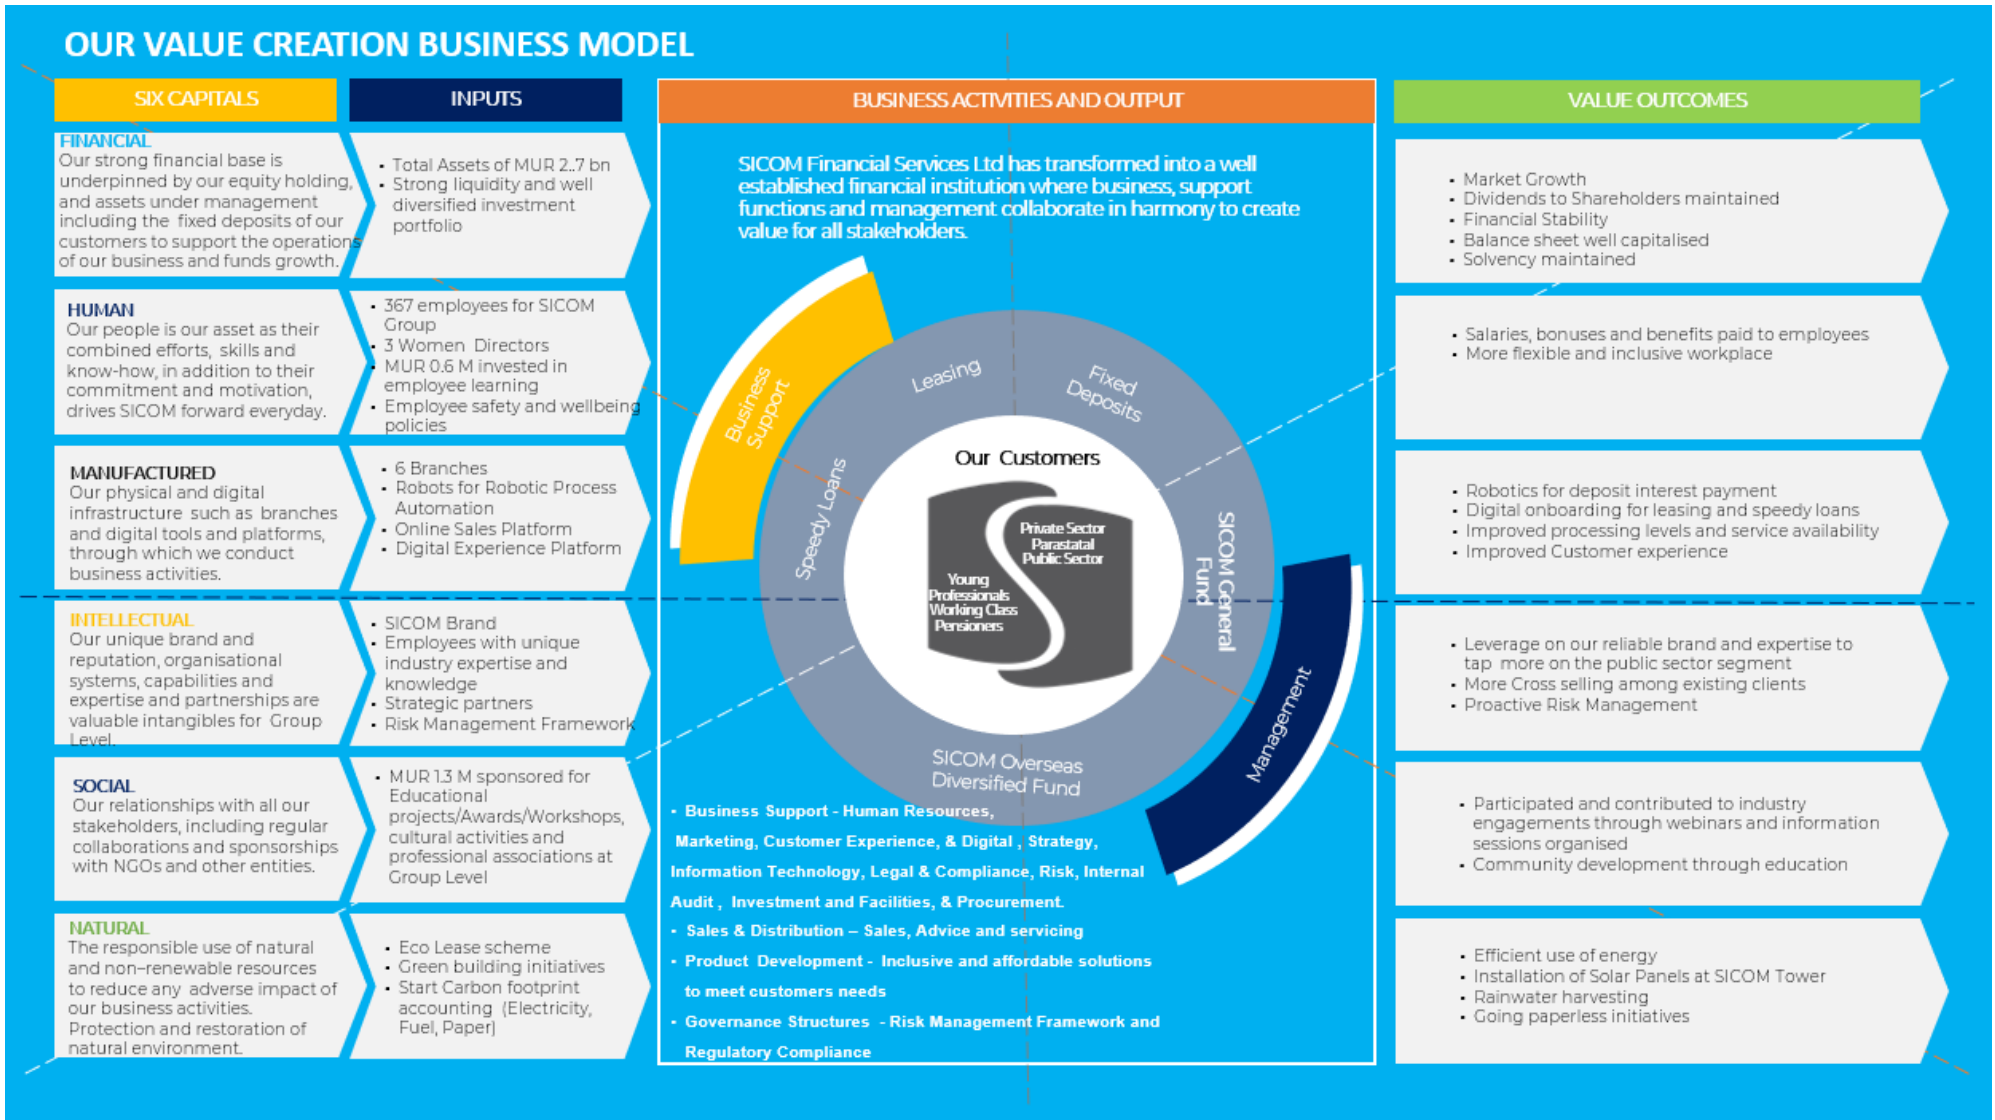 OUR VALUE CREATION BUSINESS MODEL
SIX CAPITALS
INPUTS
BUSINESS ACTIVITIES AND OUTPUT
VALUE OUTCOMES
FINANCIAL
Our strong financial base is
underpinned by our equity holding,
and assets under management
including the fixed deposits of our
customers to support the operations
of our business and funds growth.
• Total Assets of MUR 2..7 bn
• Strong liquidity and well
diversified investment
portfolio
HUMAN
Our people is our asset as their
combined efforts, skills and
know-how, in addition to their
commitment and motivation,
drives SICOM forward everyday.
• 367 employees for SICOM
Group
• 3 Women Directors
• MUR 0.6 M invested in
employee learning
• Employee safety and wellbeing
policies
MANUFACTURED
Our physical and digital
infrastructure such as branches
and digital tools and platforms,
through which we conduct
business activities.
• 6 Branches
• Robots for Robotic Process
Automation
• Online Sales Platform
• Digital Experience Platform
INTELLECTUAL
Our unique brand and
reputation, organisational
systems, capabilities and
expertise and partnerships are
valuable intangibles for Group
Level.
• SICOM Brand
• Employees with unique
industry expertise and
knowledge
• Strategic partners
• Risk Management Framework
SOCIAL
Our relationships with all our
stakeholders, including regular
collaborations and sponsorships
with NGOs and other entities.
• MUR 1.3 M sponsored for
Educational
projects/Awards/Workshops,
cultural activities and
professional associations at
Group Level
NATURAL
The responsible use of natural
and non-renewable resources
to reduce any adverse impact of
our business activities.
Protection and restoration of
natural environment.
• Eco Lease scheme
• Green building initiatives
• Start Carbon footprint
accounting (Electricity,
Fuel, Paper)
SICOM Financial Services Ltd has transformed into a well
established financial institution where business, support
functions and management collaborate in harmony to create
value for all stakeholders.
Business
Support
Leasing
Fixed
Deposits
Speedy Loans
SICOM General
Fund
SICOM Overseas
Diversified Fund
Management
Our Customers
Private Sector
Parastatal
Public Sector
Young
Professionals
Working Class
Pensioners
• Business Support - Human Resources,
Marketing, Customer Experience, & Digital , Strategy,
Information Technology, Legal & Compliance, Risk, Internal
Audit , Investment and Facilities, & Procurement.
• Sales & Distribution – Sales, Advice and servicing
• Product Development - Inclusive and affordable solutions
to meet customers needs
• Governance Structures - Risk Management Framework and
Regulatory Compliance
• Market Growth
• Dividends to Shareholders maintained
• Financial Stability
• Balance sheet well capitalised
• Solvency maintained
• Salaries, bonuses and benefits paid to employees
• More flexible and inclusive workplace
• Robotics for deposit interest payment
• Digital onboarding for leasing and speedy loans
• Improved processing levels and service availability
• Improved Customer experience
• Leverage on our reliable brand and expertise to
tap more on the public sector segment
• More Cross selling among existing clients
• Proactive Risk Management
• Participated and contributed to industry
engagements through webinars and information
sessions organised
• Community development through education
• Efficient use of energy
• Installation of Solar Panels at SICOM Tower
• Rainwater harvesting
• Going paperless initiatives